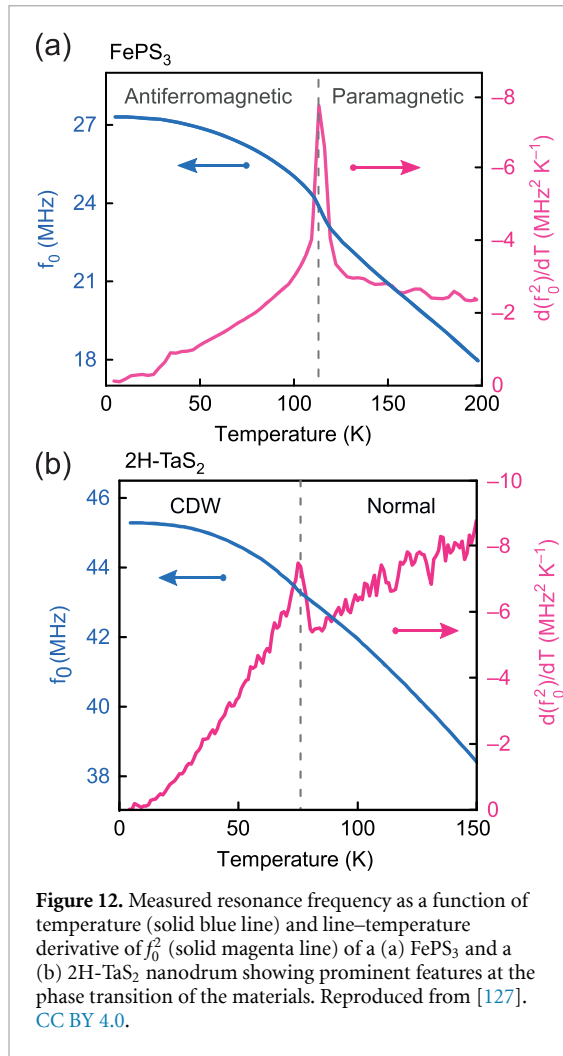 (a)
FePS₃
Antiferromagnetic
Paramagnetic
27
24
21
18
f₀ (MHz)
–8
–6
–4
–2
0
d(f₀²)/dT (MHz² K⁻¹)
0 50 100 150 200
Temperature (K)
(b)
2H-TaS₂
CDW
Normal
46
44
42
40
38
f₀ (MHz)
–10
–8
–6
–4
–2
0
d(f₀²)/dT (MHz² K⁻¹)
0 50 100 150
Temperature (K)
Figure 12. Measured resonance frequency as a function of
temperature (solid blue line) and line–temperature
derivative of f₀² (solid magenta line) of a (a) FePS₃ and a
(b) 2H-TaS₂ nanodrum showing prominent features at the
phase transition of the materials. Reproduced from [127].
CC BY 4.0.